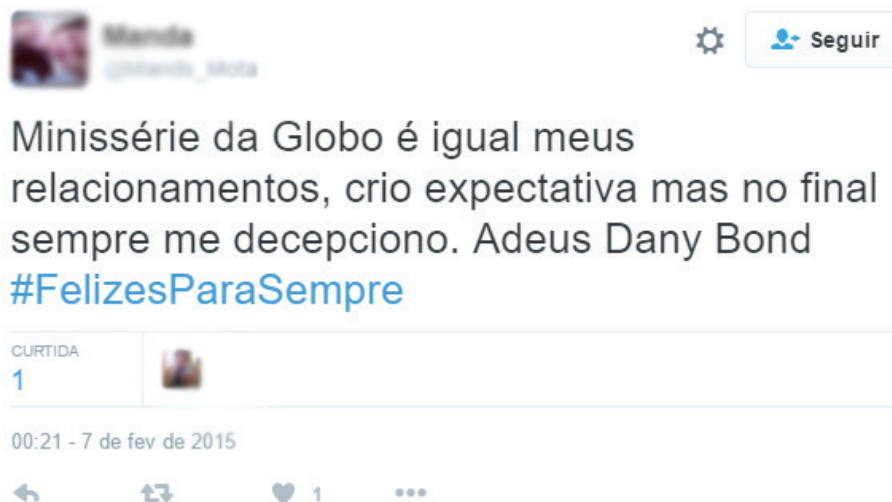 Manda
Seguir
Minissérie da Globo é igual meus
relacionamentos, crio expectativa mas no final
sempre me decepciono. Adeus Dany Bond
#FelizesParaSempre
CURTIDA
1
00:21 - 7 de fev de 2015
1